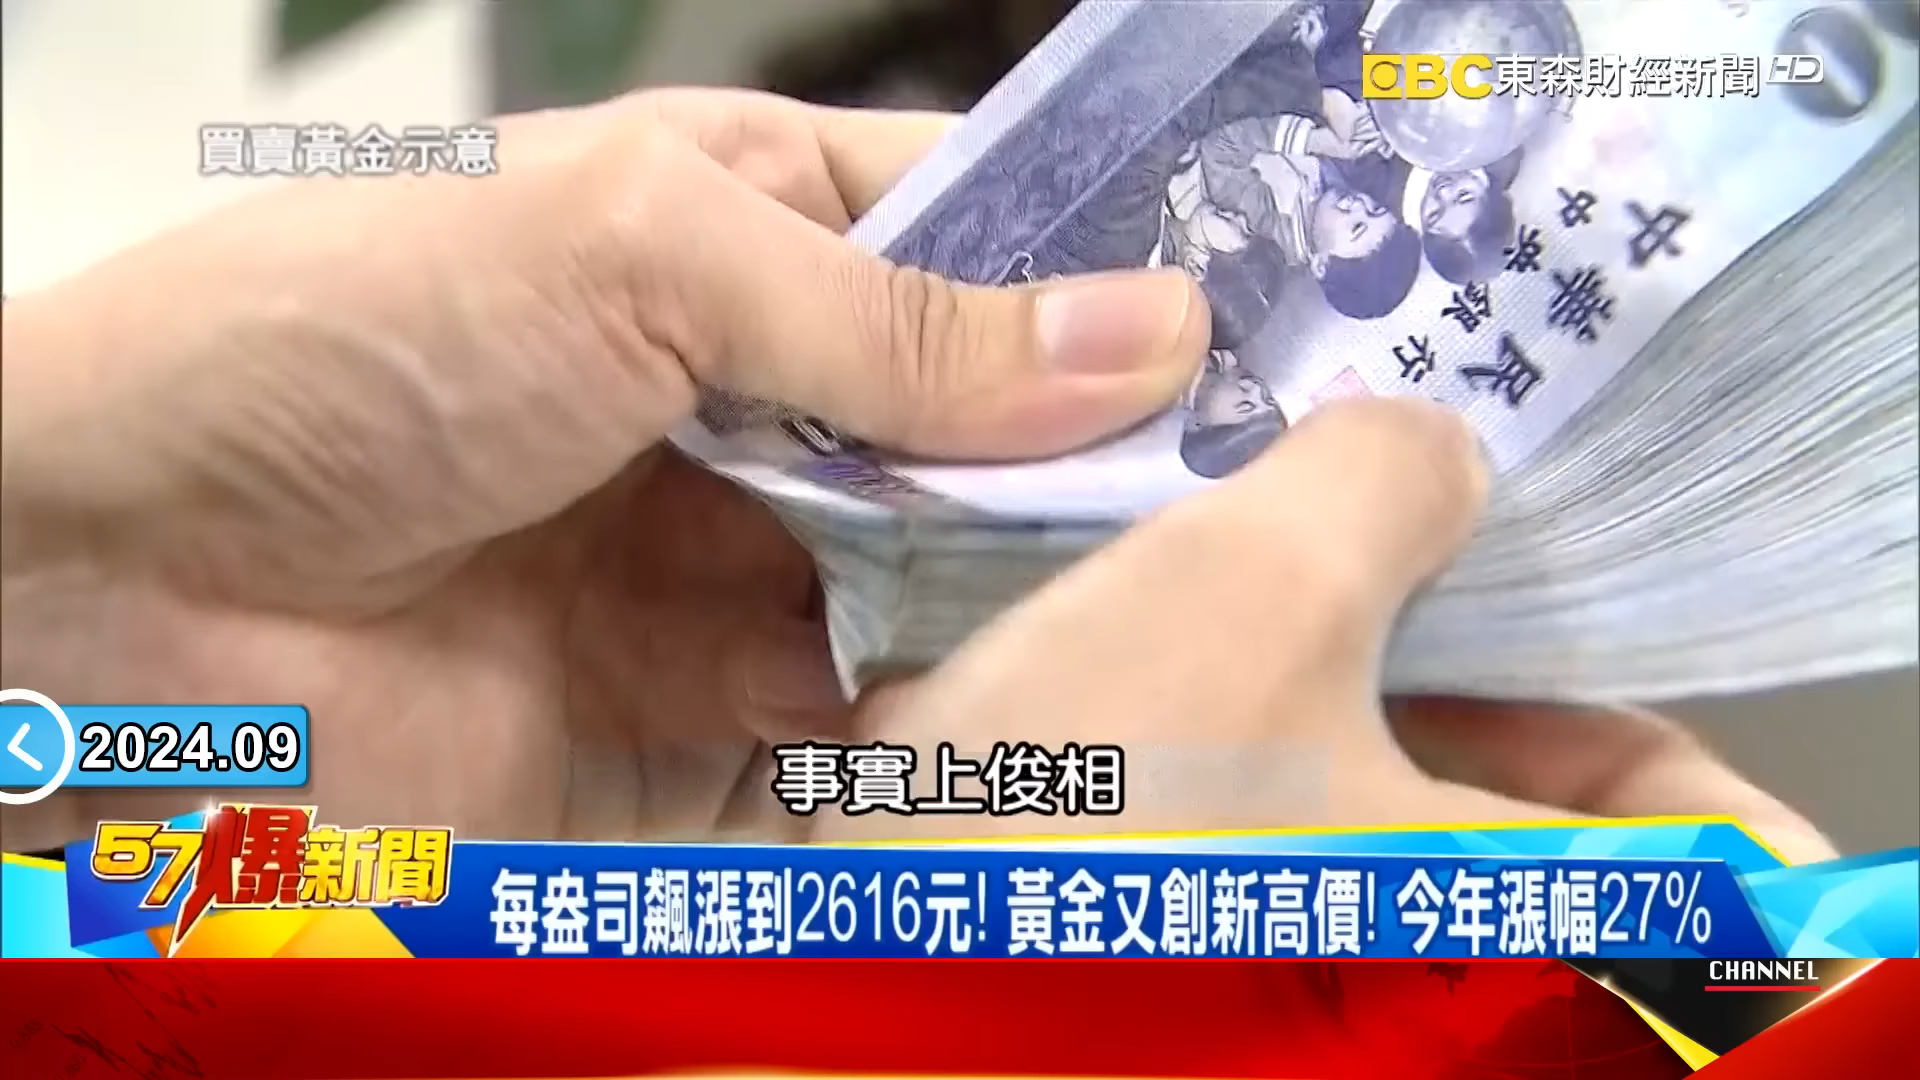 EBC東森財經新聞HD
買賣黃金示意
中華民
中央銀行
2024.09
事實上俊相
57爆新聞
每盎司飆漲到2616元! 黃金又創新高價! 今年漲幅27%
CHANNEL